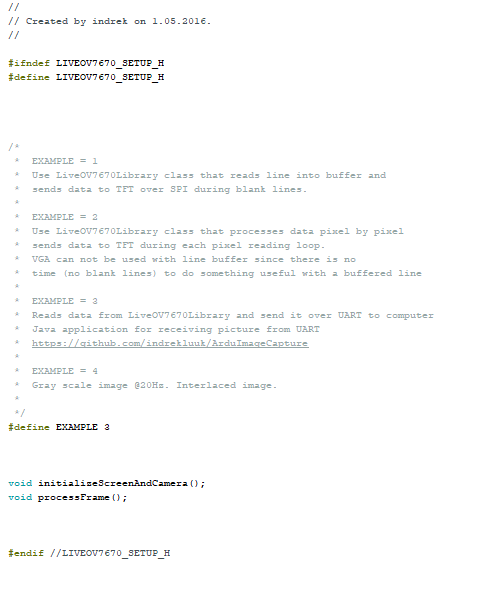 //
// Created by indrek on 1.05.2016.
//
#ifndef LIVEOV7670_SETUP_H
#define LIVEOV7670_SETUP_H
/*
 *  EXAMPLE = 1
 *  Use LiveOV7670Library class that reads line into buffer and
 *  sends data to TFT over SPI during blank lines.
 *
 *  EXAMPLE = 2
 *  Use LiveOV7670Library class that processes data pixel by pixel
 *  sends data to TFT during each pixel reading loop.
 *  VGA can not be used with line buffer since there is no
 *  time (no blank lines) to do something useful with a buffered line
 *
 *  EXAMPLE = 3
 *  Reads data from LiveOV7670Library and send it over UART to computer
 *  Java application for receiving picture from UART
 *  https://github.com/indrekluuk/ArduImageCapture
 *
 *  EXAMPLE = 4
 *  Gray scale image @20Hz. Interlaced image.
 *
 */
#define EXAMPLE 3
void initializeScreenAndCamera();
void processFrame();
#endif //LIVEOV7670_SETUP_H